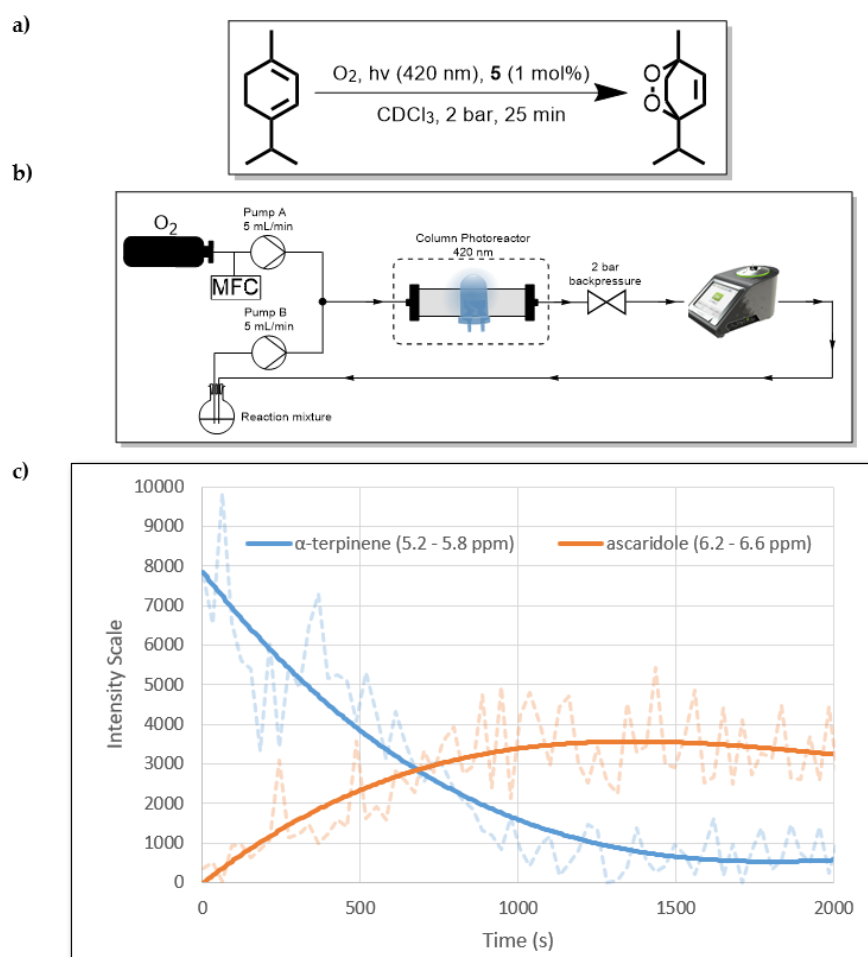 a)
O2, hv (420 nm), 5 (1 mol%)
CDCl3, 2 bar, 25 min
O
O
b)
O2
Pump A
5 mL/min
MFC
Pump B
5 mL/min
Column Photoreactor
420 nm
2 bar
backpressure
Reaction mixture
c)
α-terpinene (5.2 - 5.8 ppm)
ascaridole (6.2 - 6.6 ppm)
Intensity Scale
10000
9000
8000
7000
6000
5000
4000
3000
2000
1000
0
0 500 1000 1500 2000
Time (s)